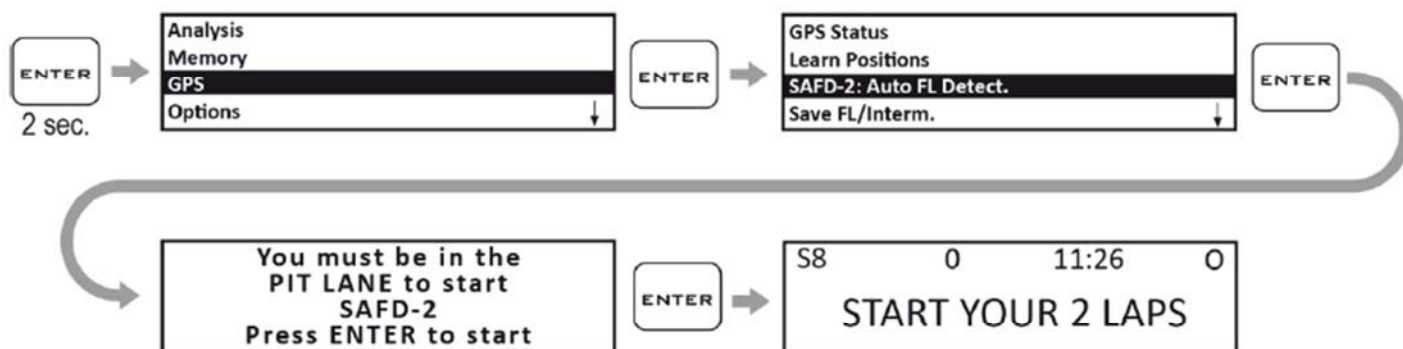 ENTER
2 sec.
Analysis
Memory
GPS
Options
ENTER
GPS Status
Learn Positions
SAFD-2: Auto FL Detect.
Save FL/Interm.
ENTER
You must be in the
PIT LANE to start
SAFD-2
Press ENTER to start
ENTER
S8 0 11:26 O
START YOUR 2 LAPS